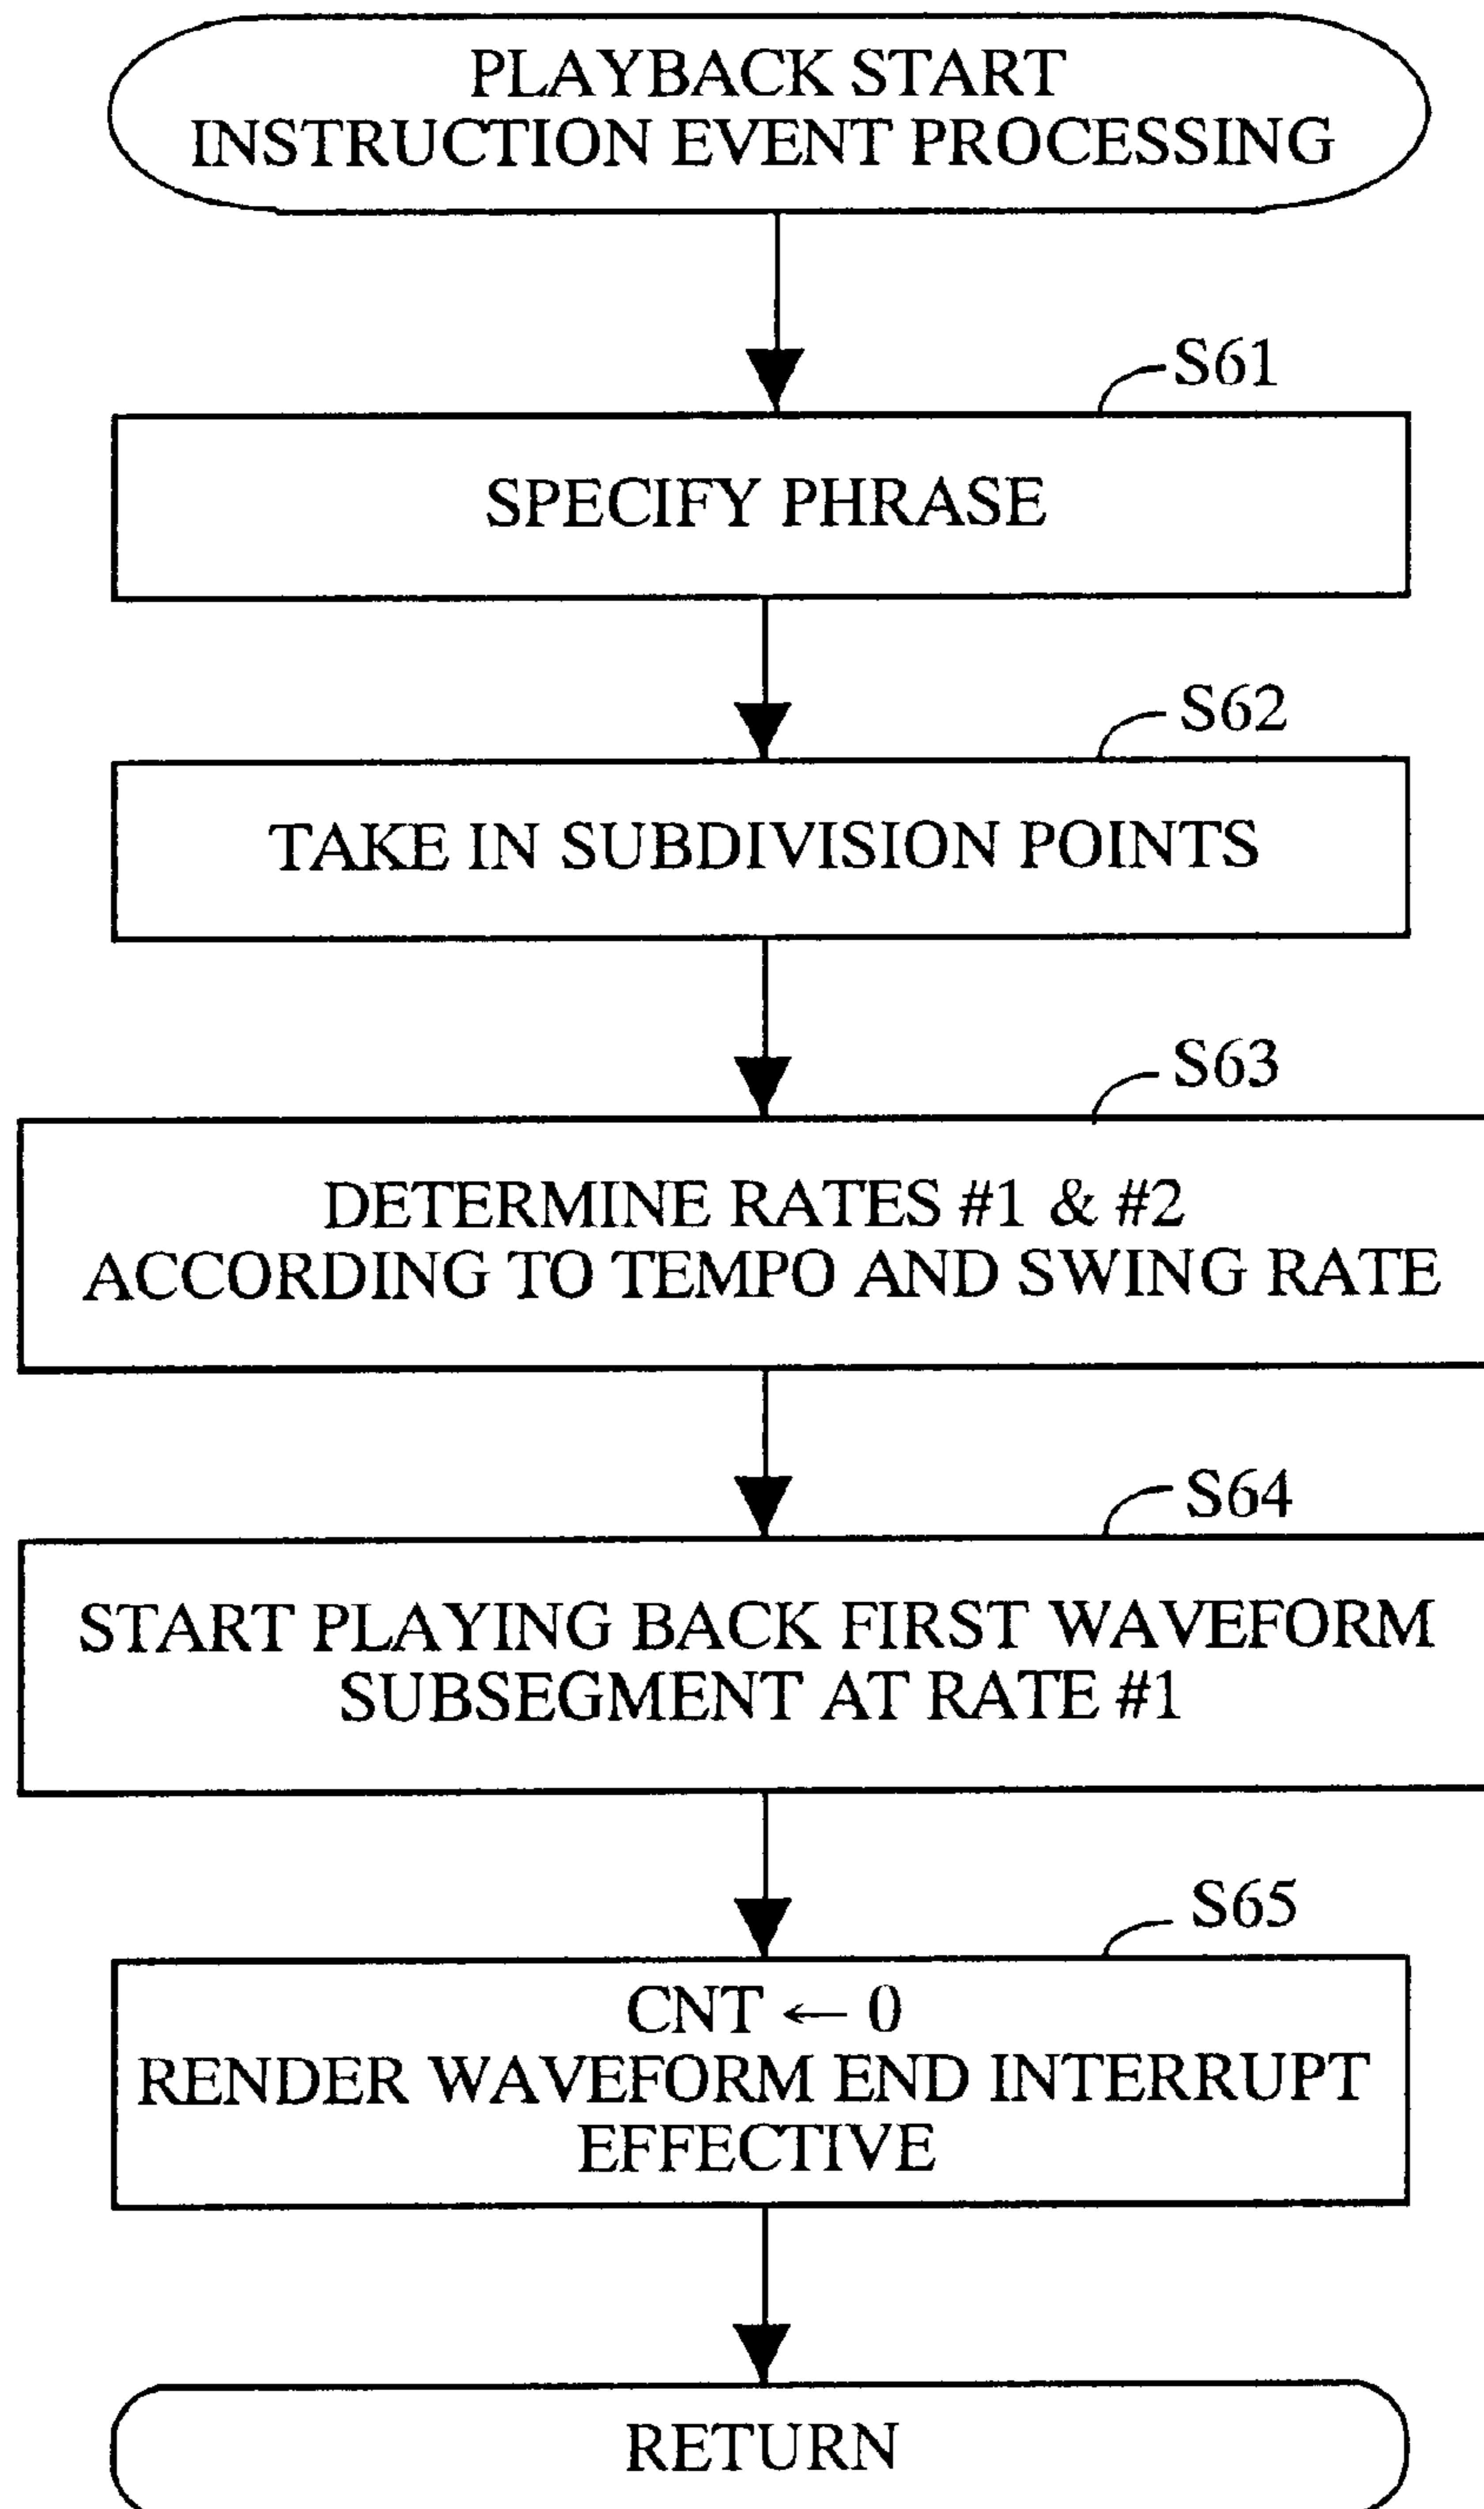 PLAYBACK START
INSTRUCTION EVENT PROCESSING
S61
SPECIFY PHRASE
S62
TAKE IN SUBDIVISION POINTS
S63
DETERMINE RATES #1 & #2
ACCORDING TO TEMPO AND SWING RATE
S64
START PLAYING BACK FIRST WAVEFORM
SUBSEGMENT AT RATE #1
S65
CNT ← 0
RENDER WAVEFORM END INTERRUPT
EFFECTIVE
RETURN